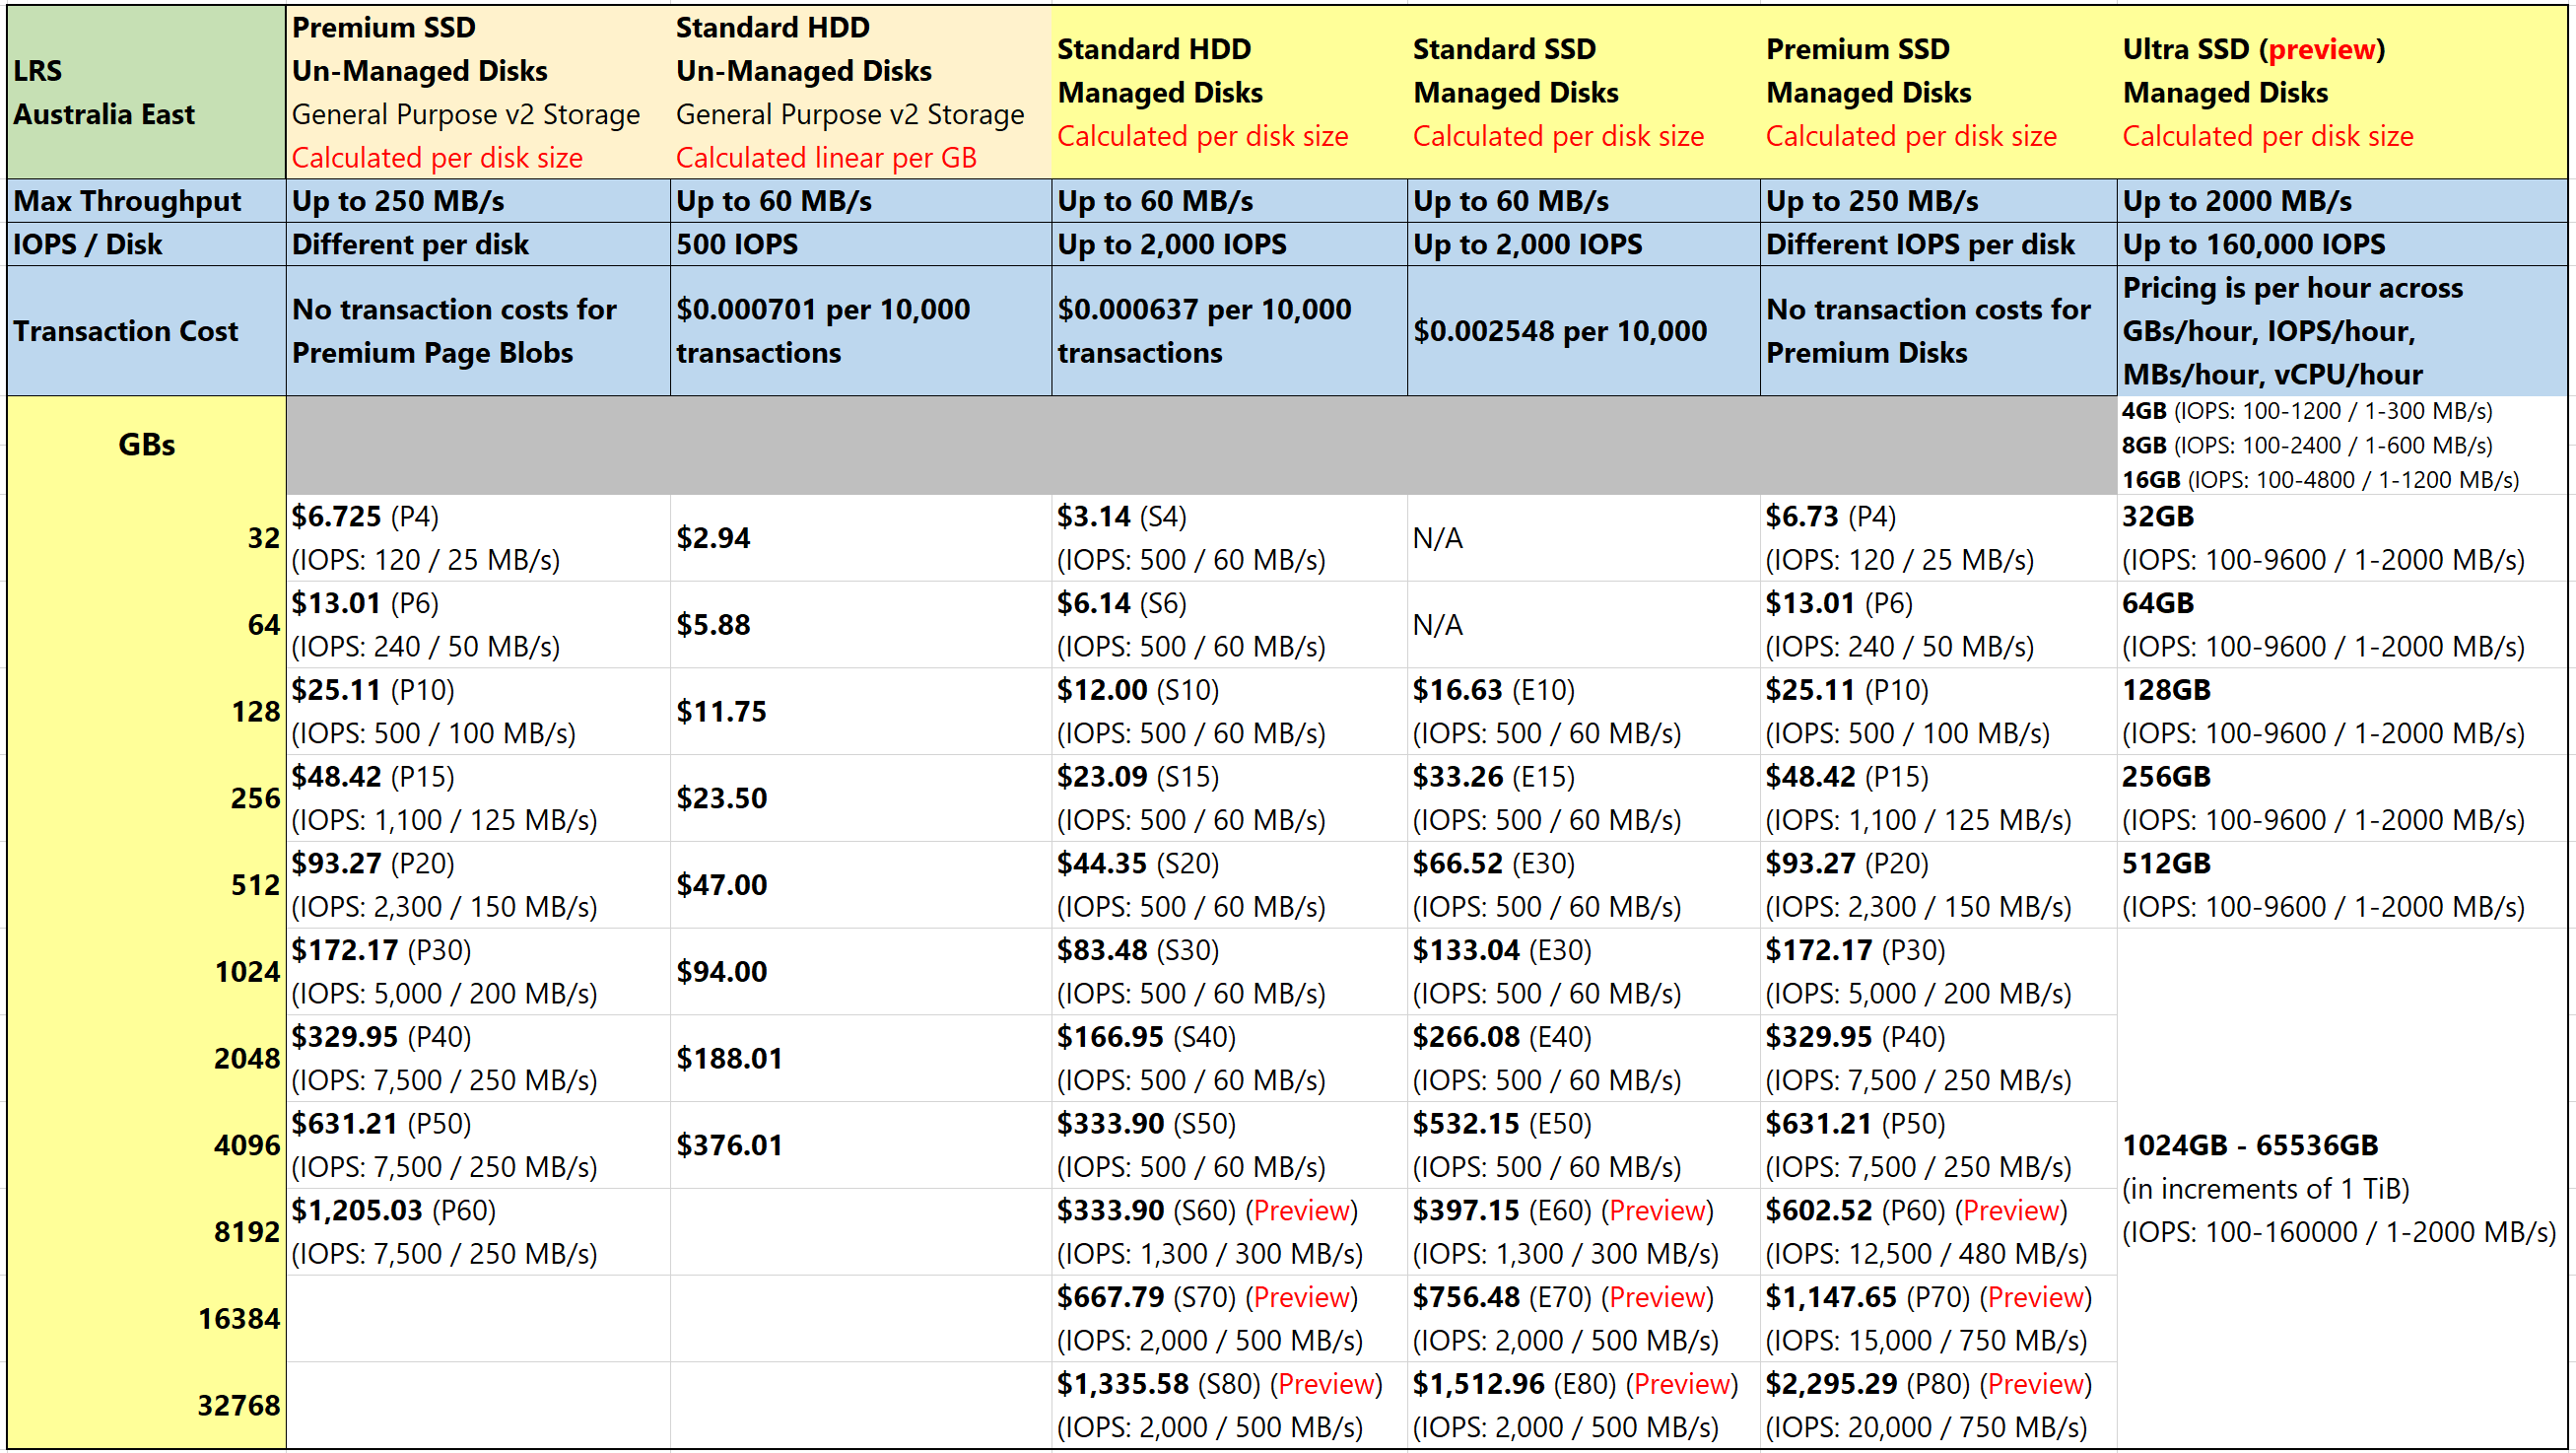 LRS
Australia East
Premium SSD
Un-Managed Disks
General Purpose v2 Storage
Calculated per disk size
Standard HDD
Un-Managed Disks
General Purpose v2 Storage
Calculated linear per GB
Standard HDD
Managed Disks
Calculated per disk size
Standard SSD
Managed Disks
Calculated per disk size
Premium SSD
Managed Disks
Calculated per disk size
Ultra SSD (preview)
Managed Disks
Calculated per disk size
Max Throughput
Up to 250 MB/s
Up to 60 MB/s
Up to 60 MB/s
Up to 60 MB/s
Up to 250 MB/s
Up to 2000 MB/s
IOPS / Disk
Different per disk
500 IOPS
Up to 2,000 IOPS
Up to 2,000 IOPS
Different IOPS per disk
Up to 160,000 IOPS
Transaction Cost
No transaction costs for
Premium Page Blobs
$0.000701 per 10,000
transactions
$0.000637 per 10,000
transactions
$0.002548 per 10,000
No transaction costs for
Premium Disks
Pricing is per hour across
GBs/hour, IOPS/hour,
MBs/hour, vCPU/hour
GBs
4GB (IOPS: 100-1200 / 1-300 MB/s)
8GB (IOPS: 100-2400 / 1-600 MB/s)
16GB (IOPS: 100-4800 / 1-1200 MB/s)
32
$6.725 (P4)
(IOPS: 120 / 25 MB/s)
$2.94
$3.14 (S4)
(IOPS: 500 / 60 MB/s)
N/A
$6.73 (P4)
(IOPS: 120 / 25 MB/s)
32GB
(IOPS: 100-9600 / 1-2000 MB/s)
64
$13.01 (P6)
(IOPS: 240 / 50 MB/s)
$5.88
$6.14 (S6)
(IOPS: 500 / 60 MB/s)
N/A
$13.01 (P6)
(IOPS: 240 / 50 MB/s)
64GB
(IOPS: 100-9600 / 1-2000 MB/s)
128
$25.11 (P10)
(IOPS: 500 / 100 MB/s)
$11.75
$12.00 (S10)
(IOPS: 500 / 60 MB/s)
$16.63 (E10)
(IOPS: 500 / 60 MB/s)
$25.11 (P10)
(IOPS: 500 / 100 MB/s)
128GB
(IOPS: 100-9600 / 1-2000 MB/s)
256
$48.42 (P15)
(IOPS: 1,100 / 125 MB/s)
$23.50
$23.09 (S15)
(IOPS: 500 / 60 MB/s)
$33.26 (E15)
(IOPS: 500 / 60 MB/s)
$48.42 (P15)
(IOPS: 1,100 / 125 MB/s)
256GB
(IOPS: 100-9600 / 1-2000 MB/s)
512
$93.27 (P20)
(IOPS: 2,300 / 150 MB/s)
$47.00
$44.35 (S20)
(IOPS: 500 / 60 MB/s)
$66.52 (E30)
(IOPS: 500 / 60 MB/s)
$93.27 (P20)
(IOPS: 2,300 / 150 MB/s)
512GB
(IOPS: 100-9600 / 1-2000 MB/s)
1024
$172.17 (P30)
(IOPS: 5,000 / 200 MB/s)
$94.00
$83.48 (S30)
(IOPS: 500 / 60 MB/s)
$133.04 (E30)
(IOPS: 500 / 60 MB/s)
$172.17 (P30)
(IOPS: 5,000 / 200 MB/s)
2048
$329.95 (P40)
(IOPS: 7,500 / 250 MB/s)
$188.01
$166.95 (S40)
(IOPS: 500 / 60 MB/s)
$266.08 (E40)
(IOPS: 500 / 60 MB/s)
$329.95 (P40)
(IOPS: 7,500 / 250 MB/s)
4096
$631.21 (P50)
(IOPS: 7,500 / 250 MB/s)
$376.01
$333.90 (S50)
(IOPS: 500 / 60 MB/s)
$532.15 (E50)
(IOPS: 500 / 60 MB/s)
$631.21 (P50)
(IOPS: 7,500 / 250 MB/s)
1024GB - 65536GB
(in increments of 1 TiB)
(IOPS: 100-160000 / 1-2000 MB/s)
8192
$1,205.03 (P60)
(IOPS: 7,500 / 250 MB/s)
$333.90 (S60) (Preview)
(IOPS: 1,300 / 300 MB/s)
$397.15 (E60) (Preview)
(IOPS: 1,300 / 300 MB/s)
$602.52 (P60) (Preview)
(IOPS: 12,500 / 480 MB/s)
16384
$667.79 (S70) (Preview)
(IOPS: 2,000 / 500 MB/s)
$756.48 (E70) (Preview)
(IOPS: 2,000 / 500 MB/s)
$1,147.65 (P70) (Preview)
(IOPS: 15,000 / 750 MB/s)
32768
$1,335.58 (S80) (Preview)
(IOPS: 2,000 / 500 MB/s)
$1,512.96 (E80) (Preview)
(IOPS: 2,000 / 500 MB/s)
$2,295.29 (P80) (Preview)
(IOPS: 20,000 / 750 MB/s)